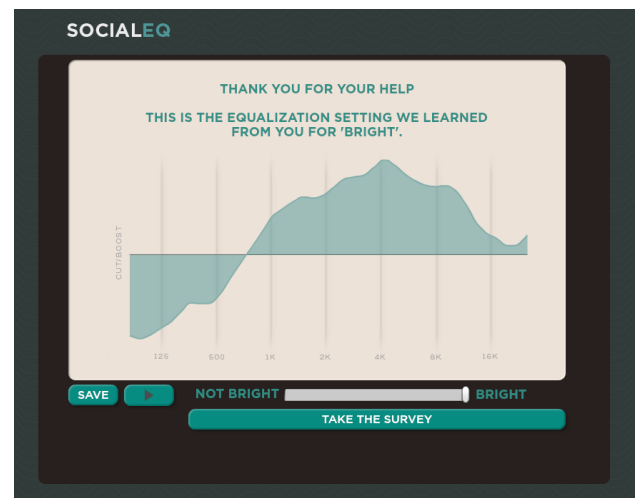 SOCIALEQ
THANK YOU FOR YOUR HELP
THIS IS THE EQUALIZATION SETTING WE LEARNED
FROM YOU FOR 'BRIGHT'.
CUT/BOOST
125 500 1K 2K 4K 8K 16K
SAVE NOT BRIGHT BRIGHT
TAKE THE SURVEY